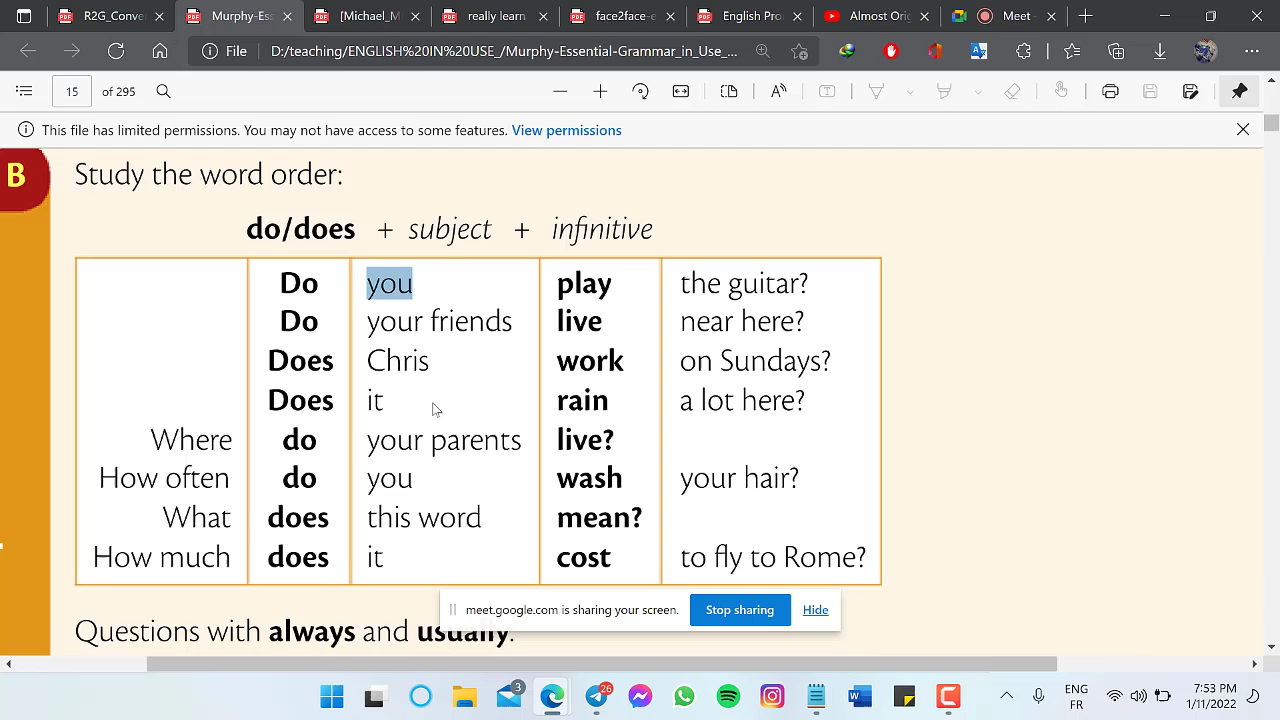 R2G_Conve
Murphy-Ess
[Michael_M
really learn
face2face-e
EnglishPro
Almost Ori
Meet -
File
D:/teaching/ENGLISH%20IN%20USE_/Murphy-Essential-Grammar_in_Use_...
15 of 295
This file has limited permissions. You may not have access to some features. View permissions
B Study the word order:
do/does + subject + infinitive
Do you play the guitar?
Do your friends live near here?
Does Chris work on Sundays?
Does it rain a lot here?
Where do your parents live?
How often do you wash your hair?
What does this word mean?
How much does it cost to fly to Rome?
meet.google.com is sharing your screen. Stop sharing Hide
Questions with always and usually:
3
26
ENG
FR
7:53 PM
1/11/2022